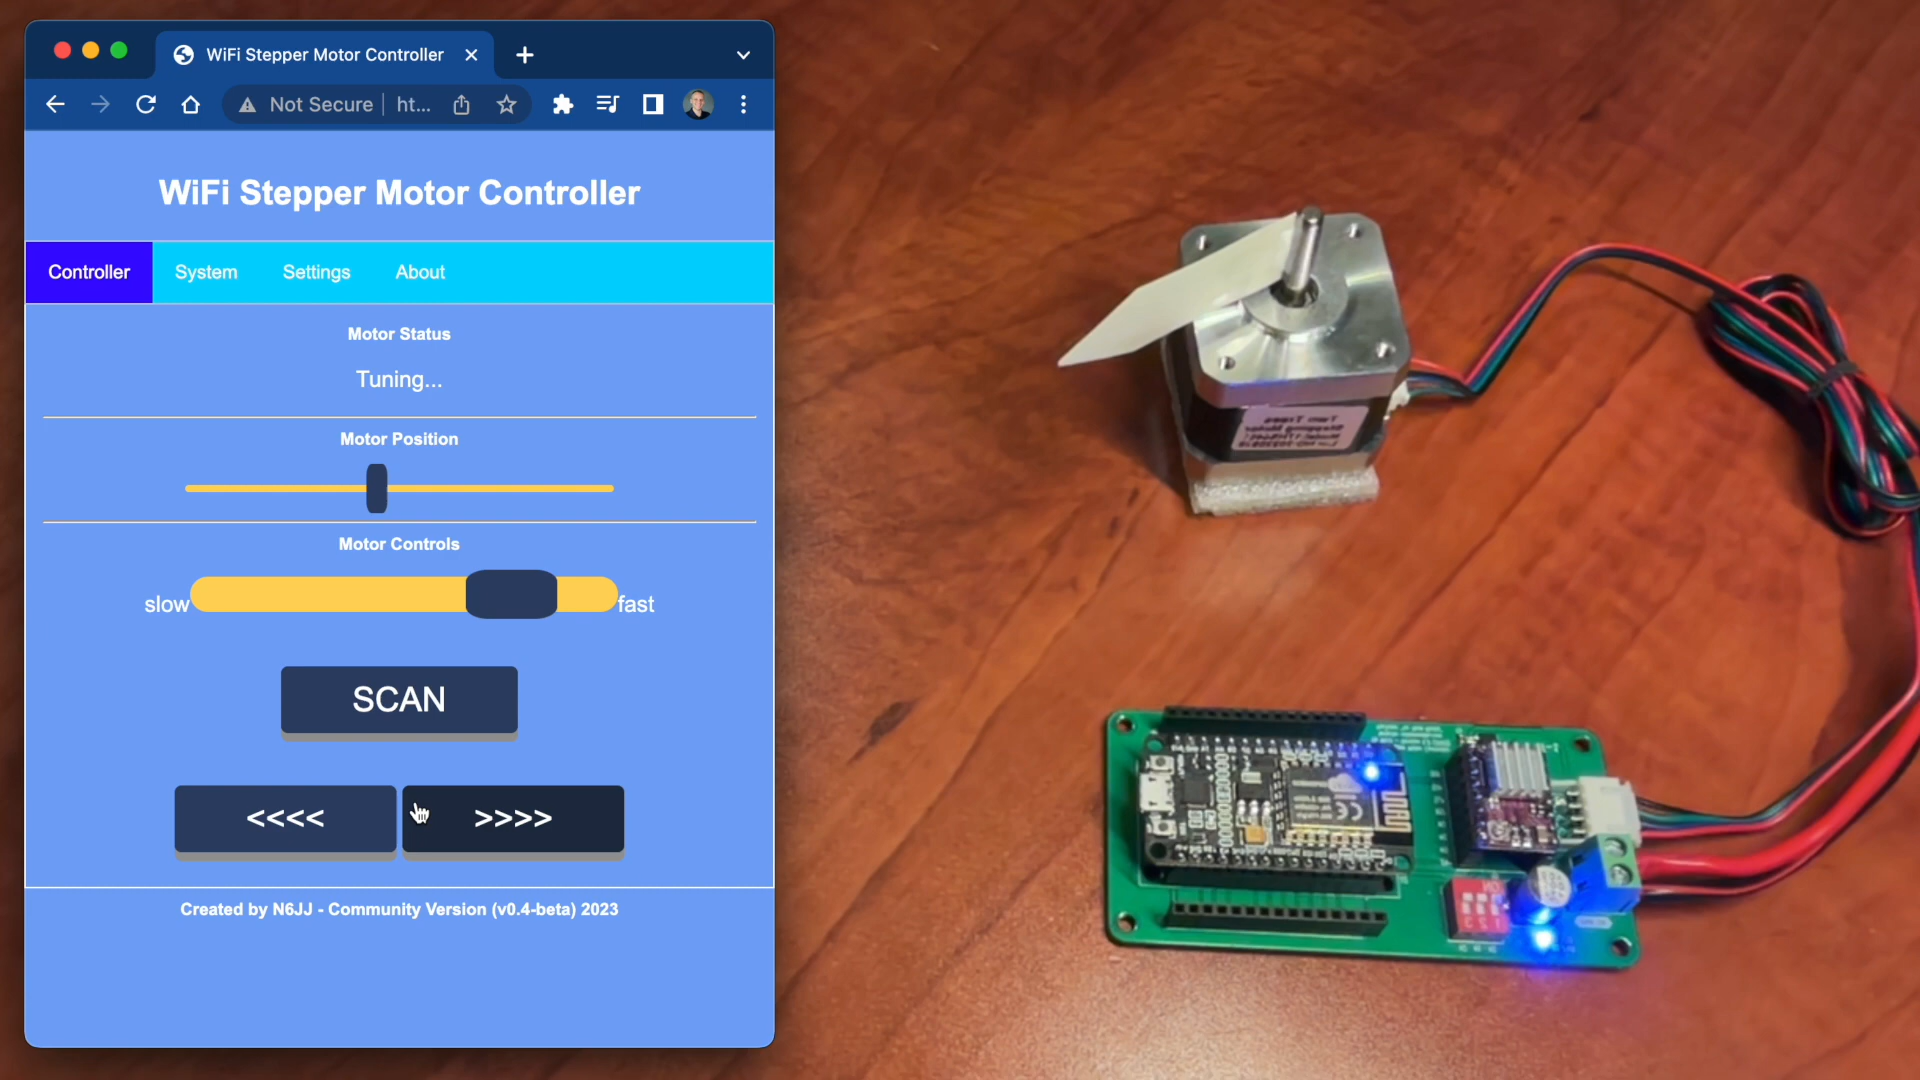 WiFi Stepper Motor Controller
Not Secure
ht...
WiFi Stepper Motor Controller
Controller
System
Settings
About
Motor Status
Tuning...
Motor Position
Motor Controls
slow
fast
SCAN
<<<<
>>>>
Created by N6JJ - Community Version (v0.4-beta) 2023